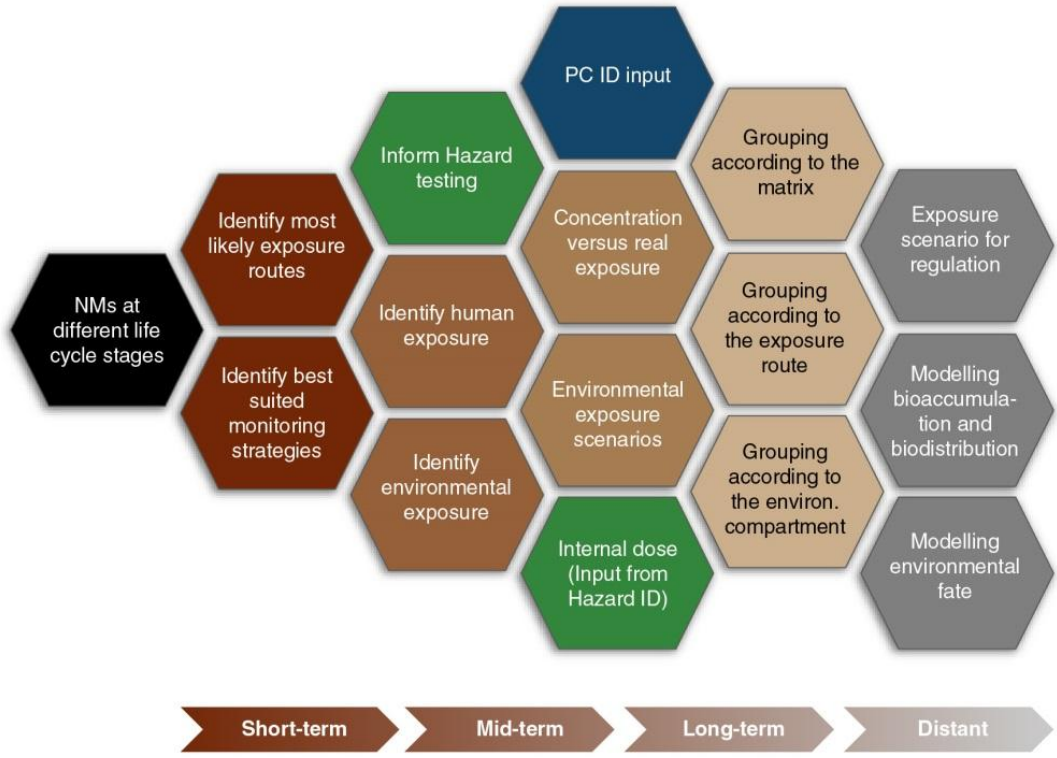 NMs at
different life
cycle stages
Identify most
likely exposure
routes
Identify best
suited
monitoring
strategies
Inform Hazard
testing
Identify human
exposure
Identify
environmental
exposure
PC ID input
Concentration
versus real
exposure
Environmental
exposure
scenarios
Internal dose
(Input from
Hazard ID)
Grouping
according to the
matrix
Grouping
according to
the exposure
route
Grouping
according to
the environ.
compartment
Exposure
scenario for
regulation
Modelling
bioaccumula-
tion and
biodistribution
Modelling
environmental
fate
Short-term
Mid-term
Long-term
Distant